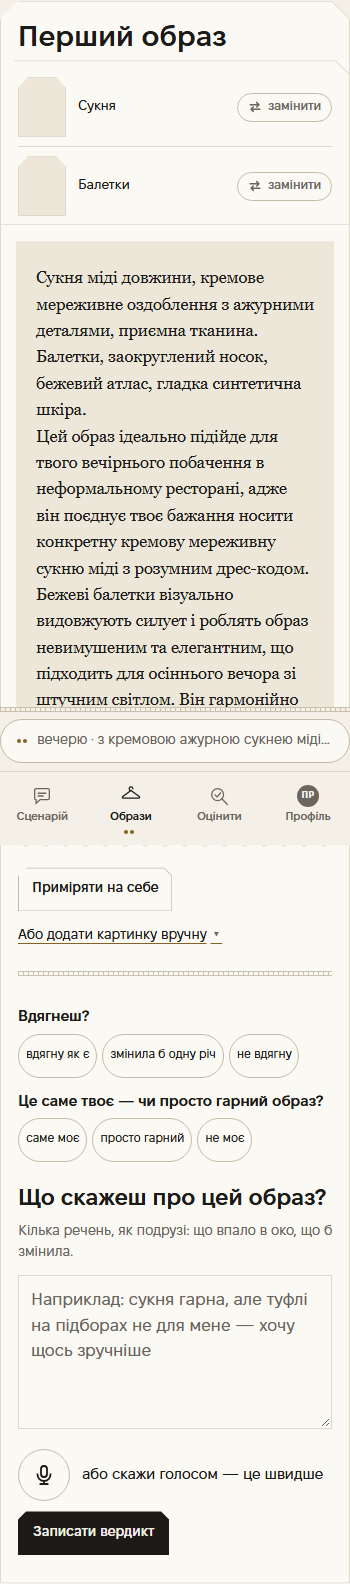 Перший образ
Сукня
замінити
Балетки
замінити
Сукня міді довжини, кремове
мереживне оздоблення з ажурними
деталями, приємна тканина.
Балетки, заокруглений носок,
бежевий атлас, гладка синтетична
шкіра.
Цей образ ідеально підійде для
твого вечірнього побачення в
неформальному ресторані, адже
він поєднує твоє бажання носити
конкретну кремову мереживну
сукню міді з розумним дрес-кодом.
Бежеві балетки візуально
видовжують силует і роблять образ
невимушеним та елегантним, що
підходить для осіннього вечора зі
штучним світлом. Він гармонійно
вечерю · з кремовою ажурною сукнею міді...
Сценарій
Образи
Оцінити
ПР
Профіль
Приміряти на себе
Або додати картинку вручну
Вдягнеш?
вдягну як є
змінила б одну річ
не вдягну
Це саме твоє — чи просто гарний образ?
саме моє
просто гарний
не моє
Що скажеш про цей образ?
Кілька речень, як подрузі: що впало в око, що б
змінила.
Наприклад: сукня гарна, але туфлі
на підборах не для мене — хочу
щось зручніше
або скажи голосом — це швидше
Записати вердикт